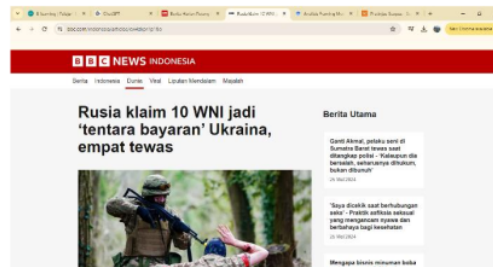 ChatGPT
BBC NEWS INDONESIA
Berita Indonesia Dunia Viral Liputan Mendalam Majalah
Rusia klaim 10 WNI jadi
‘tentara bayaran’ Ukraina,
empat tewas
Berita Utama
Ganti Akmal, pelaku seni di
Sumatra Barat tewas saat
ditangkap polisi - 'Kalaupun dia
bersalah, seharusnya dihukum,
bukan dibunuh'
'Saya dicekik saat berhubungan
seks' - Praktik asfiksia seksual
yang mengancam nyawa dan
berbahaya bagi kesehatan
Mengapa bisnis minuman boba